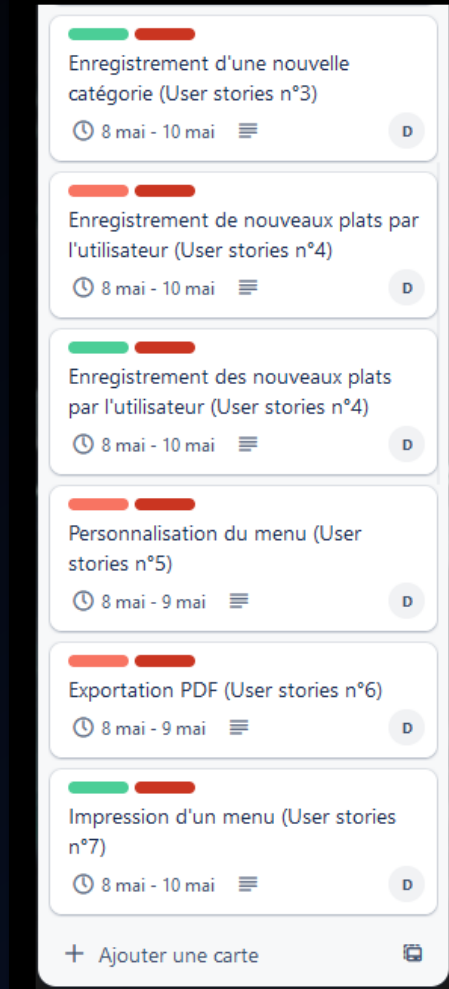 Enregistrement d'une nouvelle
catégorie (User stories n°3)
8 mai - 10 mai
D
Enregistrement de nouveaux plats par
l'utilisateur (User stories n°4)
8 mai - 10 mai
D
Enregistrement des nouveaux plats
par l'utilisateur (User stories n°4)
8 mai - 10 mai
D
Personnalisation du menu (User
stories n°5)
8 mai - 9 mai
D
Exportation PDF (User stories n°6)
8 mai - 9 mai
D
Impression d'un menu (User stories
n°7)
8 mai - 10 mai
D
+ Ajouter une carte